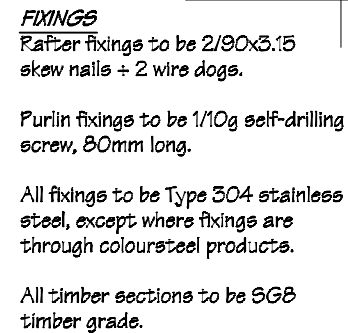 FIXINGS
Rafter fixings to be 2/90x3.15
skew nails + 2 wire dogs.
Purlin fixings to be 1/10g self-drilling
screw, 80mm long.
All fixings to be Type 304 stainless
steel, except where fixings are
through coloursteel products.
All timber sections to be SG8
timber grade.